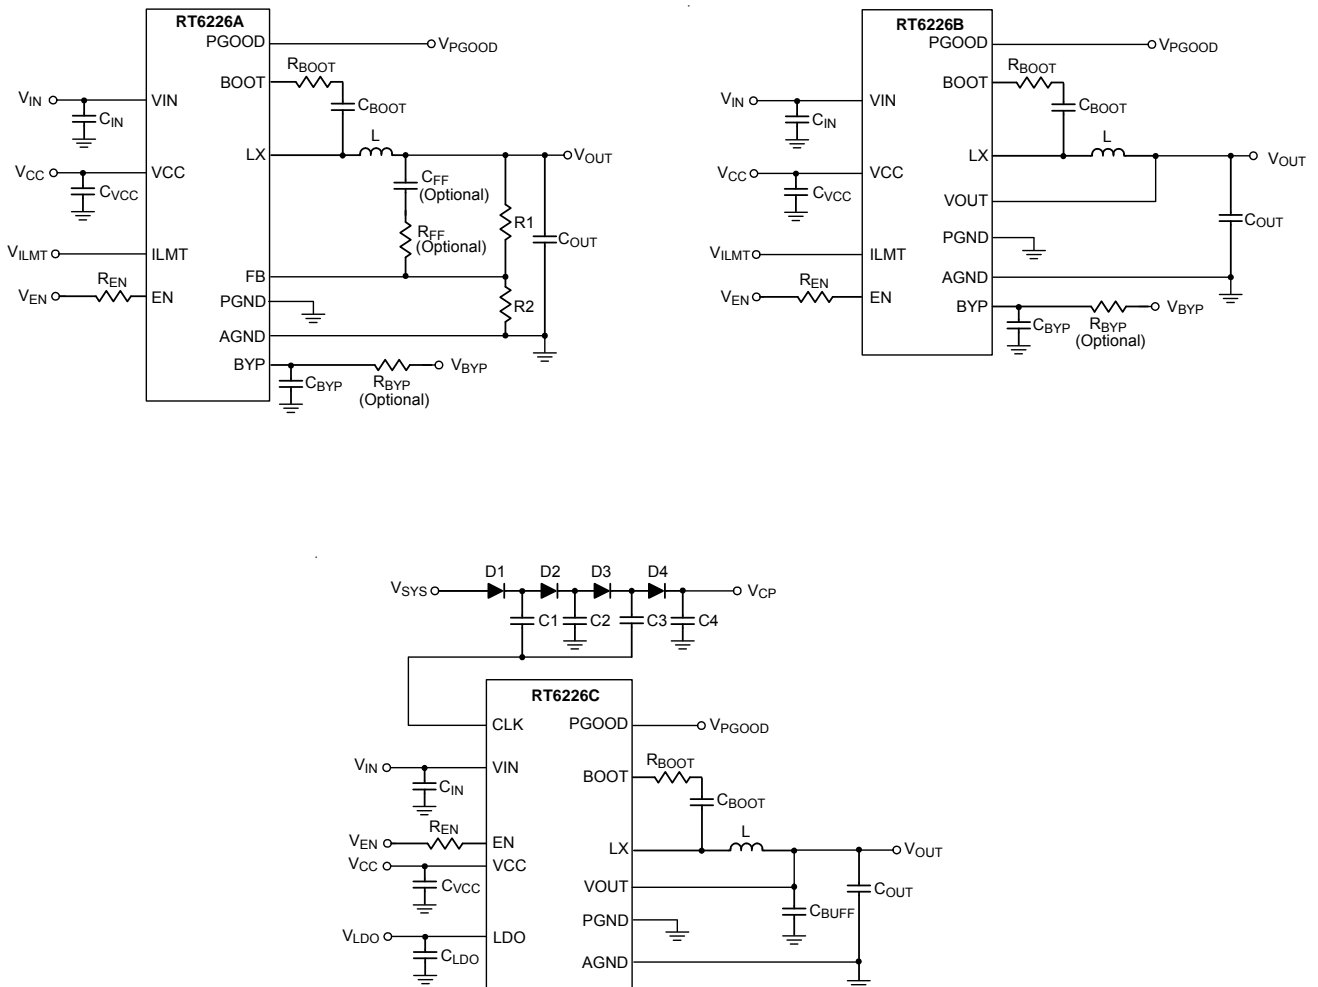 RT6226A
PGOOD
VPGOOD
RBOOT
BOOT
CBOOT
VIN
VIN
CIN
L
LX
VOUT
VCC
VCC
CVCC
CFF
(Optional)
R1
RFF
(Optional)
COUT
VILMT
ILMT
FB
REN
VEN
EN
PGND
R2
AGND
BYP
VBYP
CBYP
RBYP
(Optional)
RT6226B
PGOOD
VPGOOD
RBOOT
BOOT
CBOOT
VIN
VIN
CIN
L
LX
VOUT
VCC
VCC
CVCC
VOUT
COUT
PGND
VILMT
ILMT
AGND
REN
VEN
EN
BYP
VBYP
CBYP
RBYP
(Optional)
D1 D2 D3 D4
VSYS
VCP
C1 C2 C3 C4
RT6226C
CLK
PGOOD
VPGOOD
VIN
VIN
RBOOT
BOOT
CIN
CBOOT
REN
VEN
EN
L
LX
VOUT
VCC
VCC
CVCC
VOUT
COUT
CBUFF
PGND
VLDO
LDO
CLDO
AGND